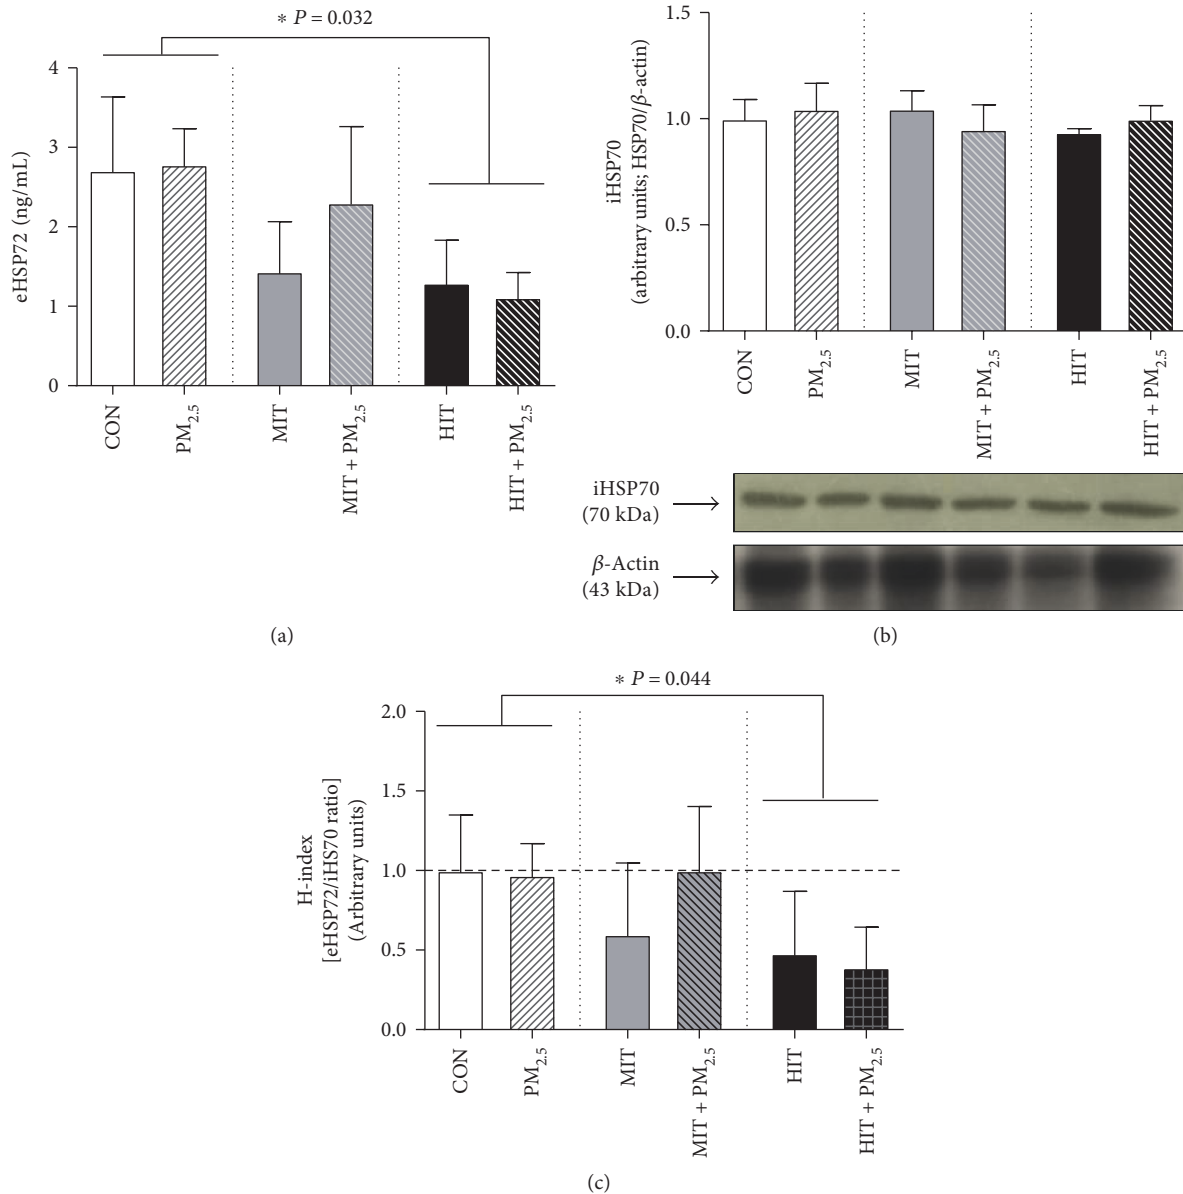 * P = 0.032
eHSP72 (ng/mL)
4
3
2
1
0
CON
PM2.5
MIT
MIT + PM2.5
HIT
HIT + PM2.5
(a)
iHSP70
(arbitrary units; HSP70/β-actin)
1.5
1.0
0.5
0.0
CON
PM2.5
MIT
MIT + PM2.5
HIT
HIT + PM2.5
iHSP70
(70 kDa)
β-Actin
(43 kDa)
(b)
* P = 0.044
H-index
[eHSP72/iHS70 ratio]
(Arbitrary units)
2.0
1.5
1.0
0.5
0.0
CON
PM2.5
MIT
MIT + PM2.5
HIT
HIT + PM2.5
(c)